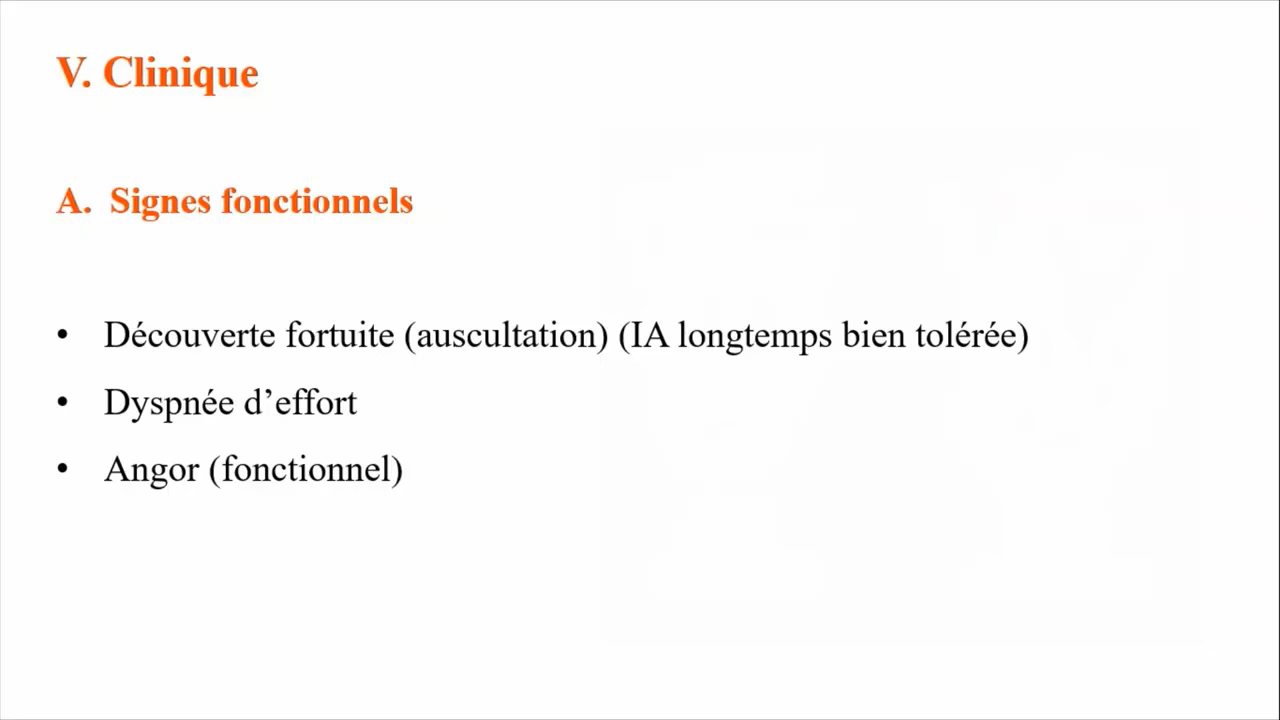 V. Clinique
A. Signes fonctionnels
• Découverte fortuite (auscultation) (IA longtemps bien tolérée)
• Dyspnée d’effort
• Angor (fonctionnel)